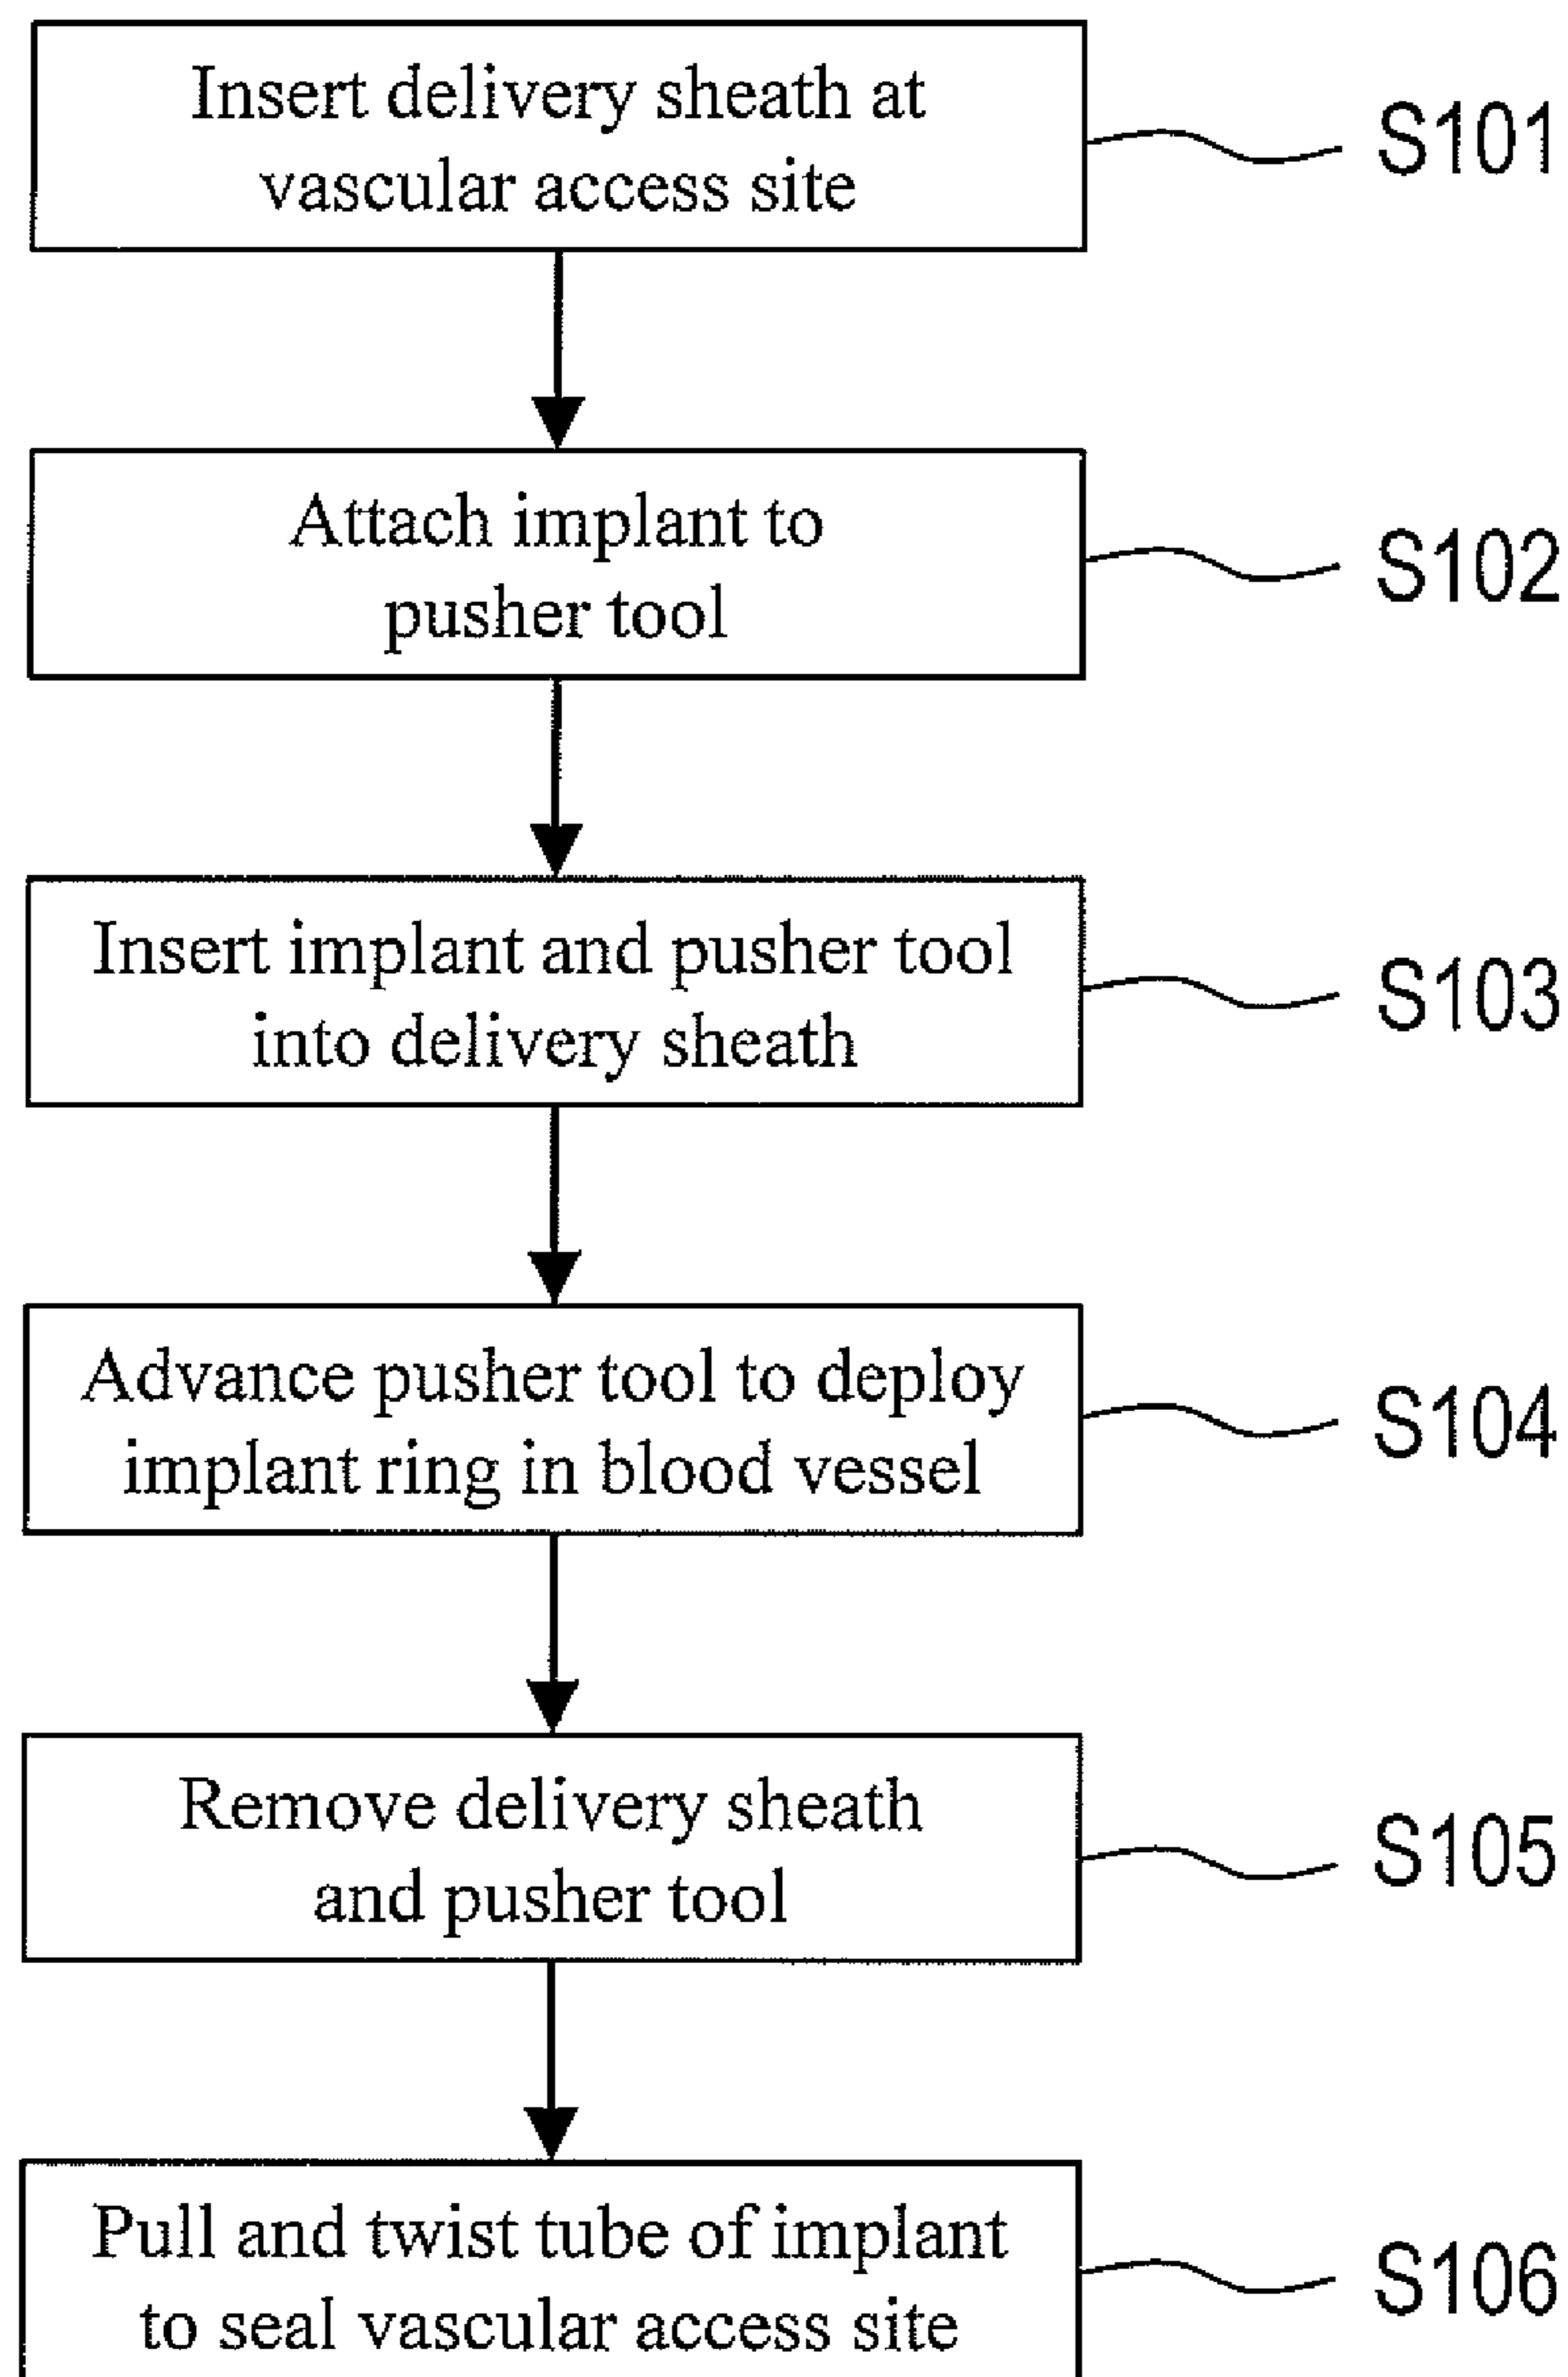 Insert delivery sheath at
vascular access site
S101
Attach implant to
pusher tool
S102
Insert implant and pusher tool
into delivery sheath
S103
Advance pusher tool to deploy
implant ring in blood vessel
S104
Remove delivery sheath
and pusher tool
S105
Pull and twist tube of implant
to seal vascular access site
S106